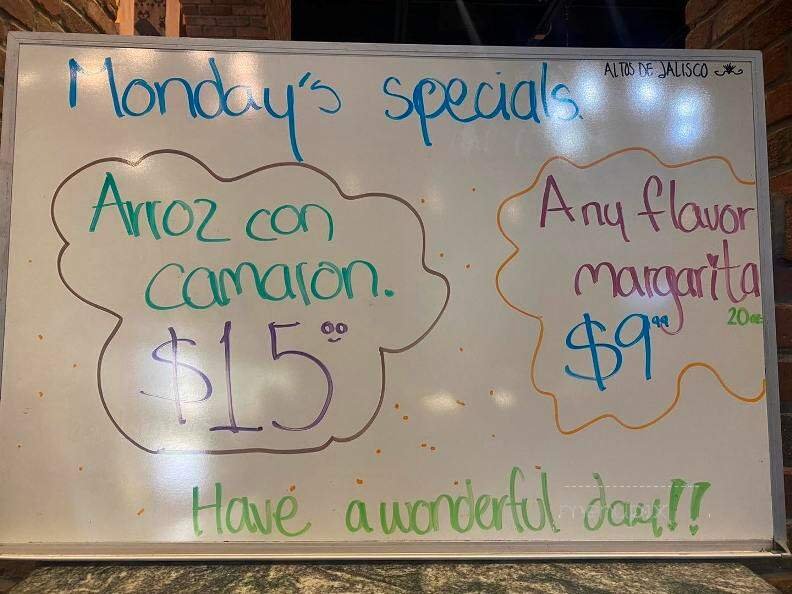 Monday's specials.
ALTOS DE JALISCO
Arroz con
camaron.
$15.00
Any flavor
margarita
20oz
$9.99
Have a wonderful day!!